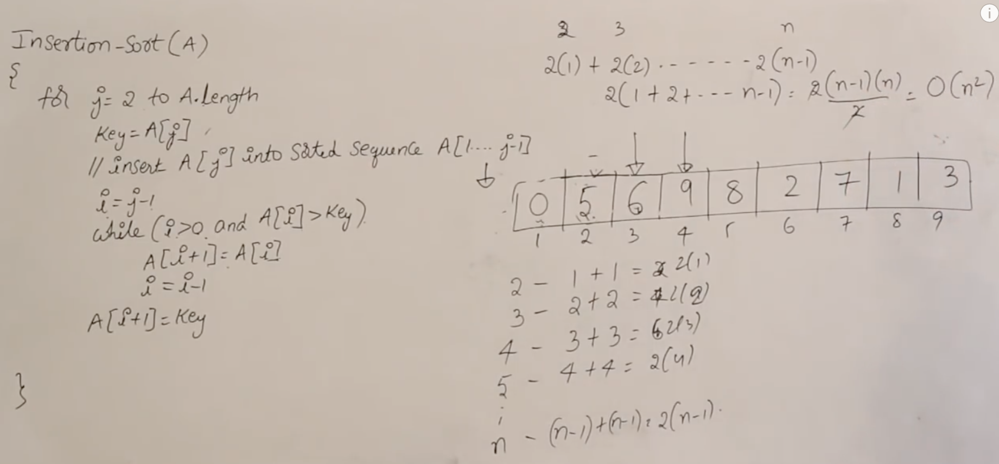 Insertion-Sort(A)
{
for j=2 to A.length
Key=A[j]
// insert A[j] into sorted sequence A[1.... j-1]
i=j-1
while (i>0 and A[i]>Key)
A[i+1]=A[i]
i=i-1
A[i+1]=Key
}
2 3 n
2(1) + 2(2) ------- 2(n-1)
2(1+2+---- n-1) = 2(n-1)(n)/2 = O(n²)
0 5 6 9 8 2 7 1 3
1 2 3 4 5 6 7 8 9
2 - 1 + 1 = 2 2(1)
3 - 2 + 2 = 4 2(2)
4 - 3 + 3 = 6 2(3)
5 - 4 + 4 = 2(4)
n - (n-1)+(n-1) = 2(n-1).